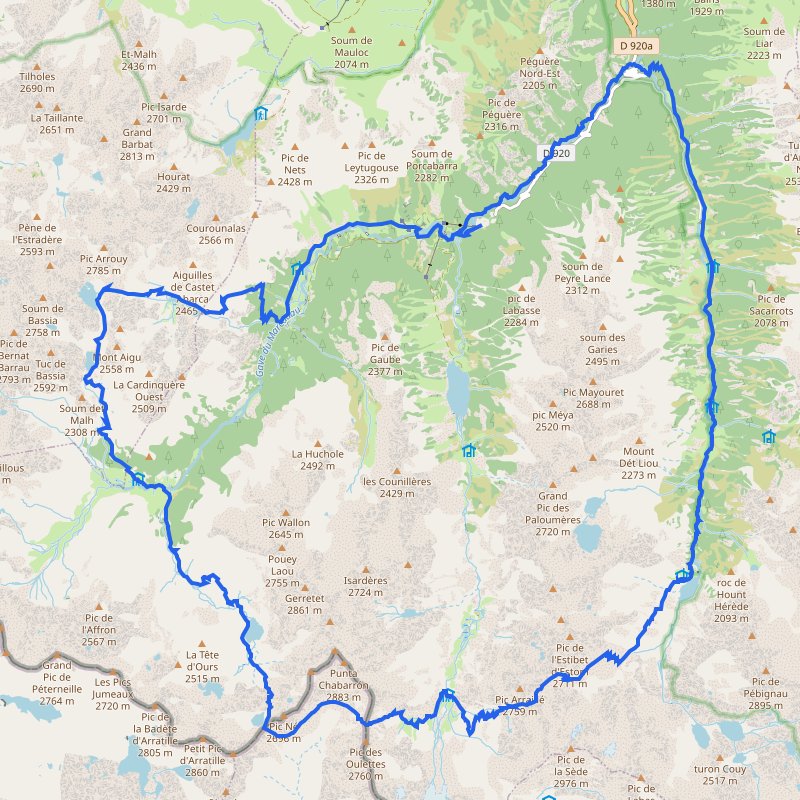 1380 m
Bains
1929 m
Soum de
Mauloc
2074 m
D 920a
Soum de
Liar
2223 m
Et-Malh
2436 m
Tilholes
2690 m
Péguère
Nord-Est
2205 m
Pic Isarde
2701 m
La Taillante
2651 m
Pic de
Péguère
2316 m
Grand
Barbat
2813 m
D 920
Pic de
Nets
2428 m
Pic de
Leytugouse
2326 m
Soum de
Porcabarra
2282 m
Hourat
2429 m
Pène de
l'Estradère
2593 m
Courounalas
2566 m
Pic Arrouy
2785 m
Aiguilles
de Castet
Abarca
2465
soum de
Peyre Lance
2312 m
Soum de
Bassia
2758 m
pic de
Labasse
2284 m
Pic de
Sacarrots
2078 m
Gave du Marcadau
Pic de
Bernat
Barrau
2793 m
Mont Aigu
2558 m
Tuc de
Bassia
2592 m
Pic de
Gaube
2377 m
soum des
Garies
2495 m
La Cardinquère
Ouest
2509 m
Pic Mayouret
2688 m
Soum de
Malh
2308 m
pic Méya
2520 m
La Huchole
2492 m
Mount
Dét Liou
2273 m
les Counillères
2429 m
Grand
Pic des
Paloumères
2720 m
Pic Wallon
2645 m
Pouey
Laou
2755 m
Isardères
2724 m
Gerretet
2861 m
roc de
Hount
Hérède
2093 m
Pic de
l'Affron
2567 m
La Tête
d'Ours
2515 m
Pic de
l'Estibet
d'Estom
2711 m
Grand
Pic de
Péterneille
2764 m
Les Pics
Jumeaux
2720 m
Punta
Chabarrou
2883 m
Pic Arraillé
2759 m
Pic de
Pébignau
2895 m
Pic de
la Badète
d'Arratille
2805 m
Petit Pic
d'Arratille
2860 m
Pic des
Oulettes
2760 m
Pic de
la Sède
2976 m
turon Couy
2517 m